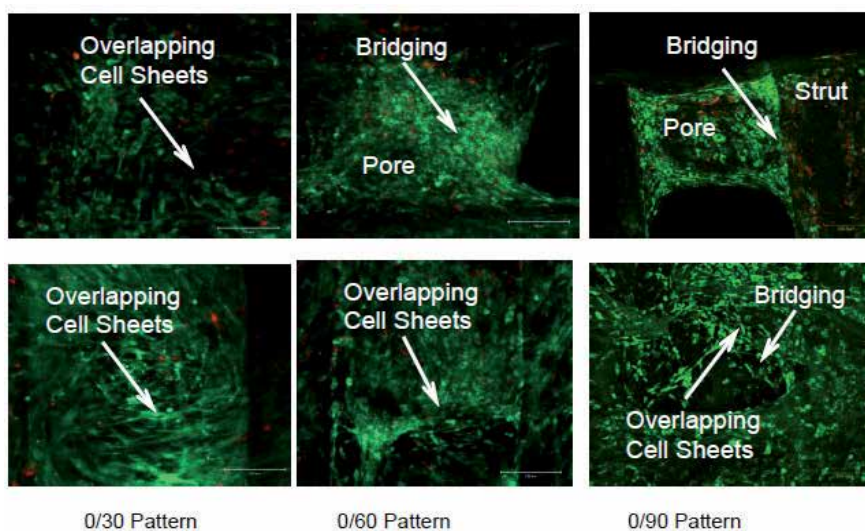 Overlapping
Cell Sheets
Bridging
Pore
Bridging
Strut
Pore
Overlapping
Cell Sheets
Overlapping
Cell Sheets
Bridging
Overlapping
Cell Sheets
0/30 Pattern
0/60 Pattern
0/90 Pattern